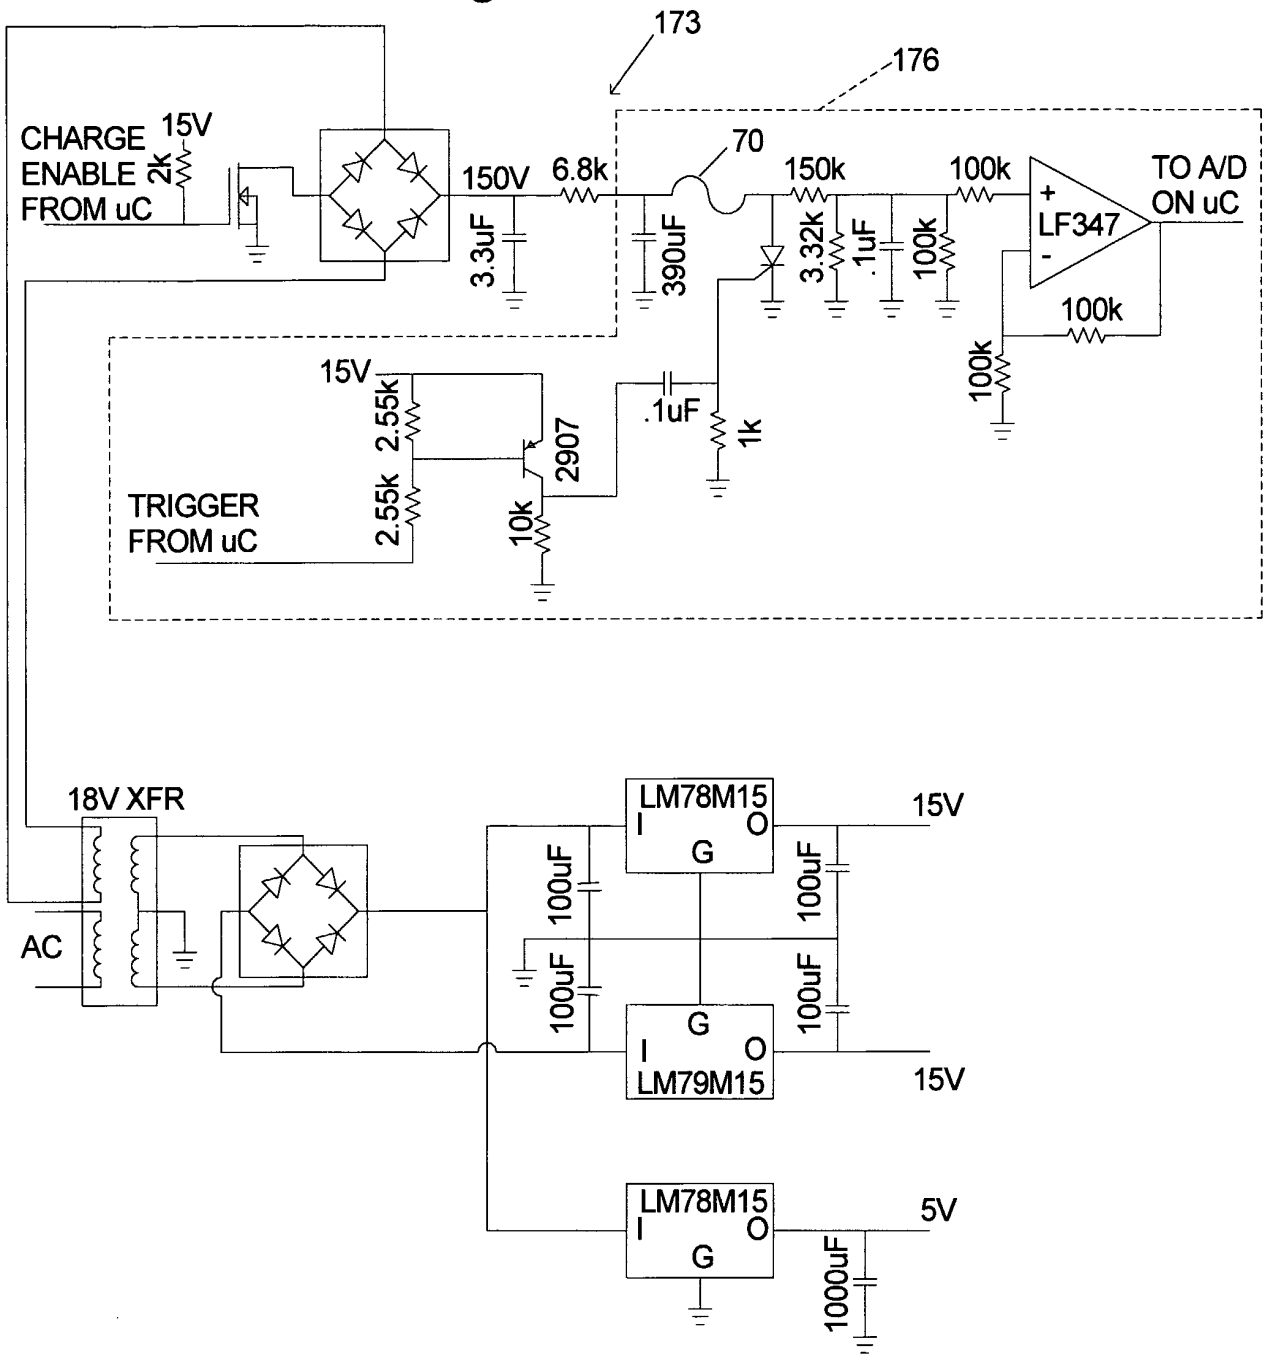 173
176
CHARGE
ENABLE
FROM uC
15V
2k
150V
6.8k
3.3uF
390uF
70
150k
3.32k
.1uF
100k
100k
+
-
LF347
TO A/D
ON uC
100k
100k
15V
2.55k
2.55k
2907
10k
.1uF
1k
TRIGGER
FROM uC
18V XFR
AC
100uF
100uF
LM78M15
I
O
G
100uF
15V
G
I
O
LM79M15
100uF
15V
LM78M15
I
O
G
5V
1000uF